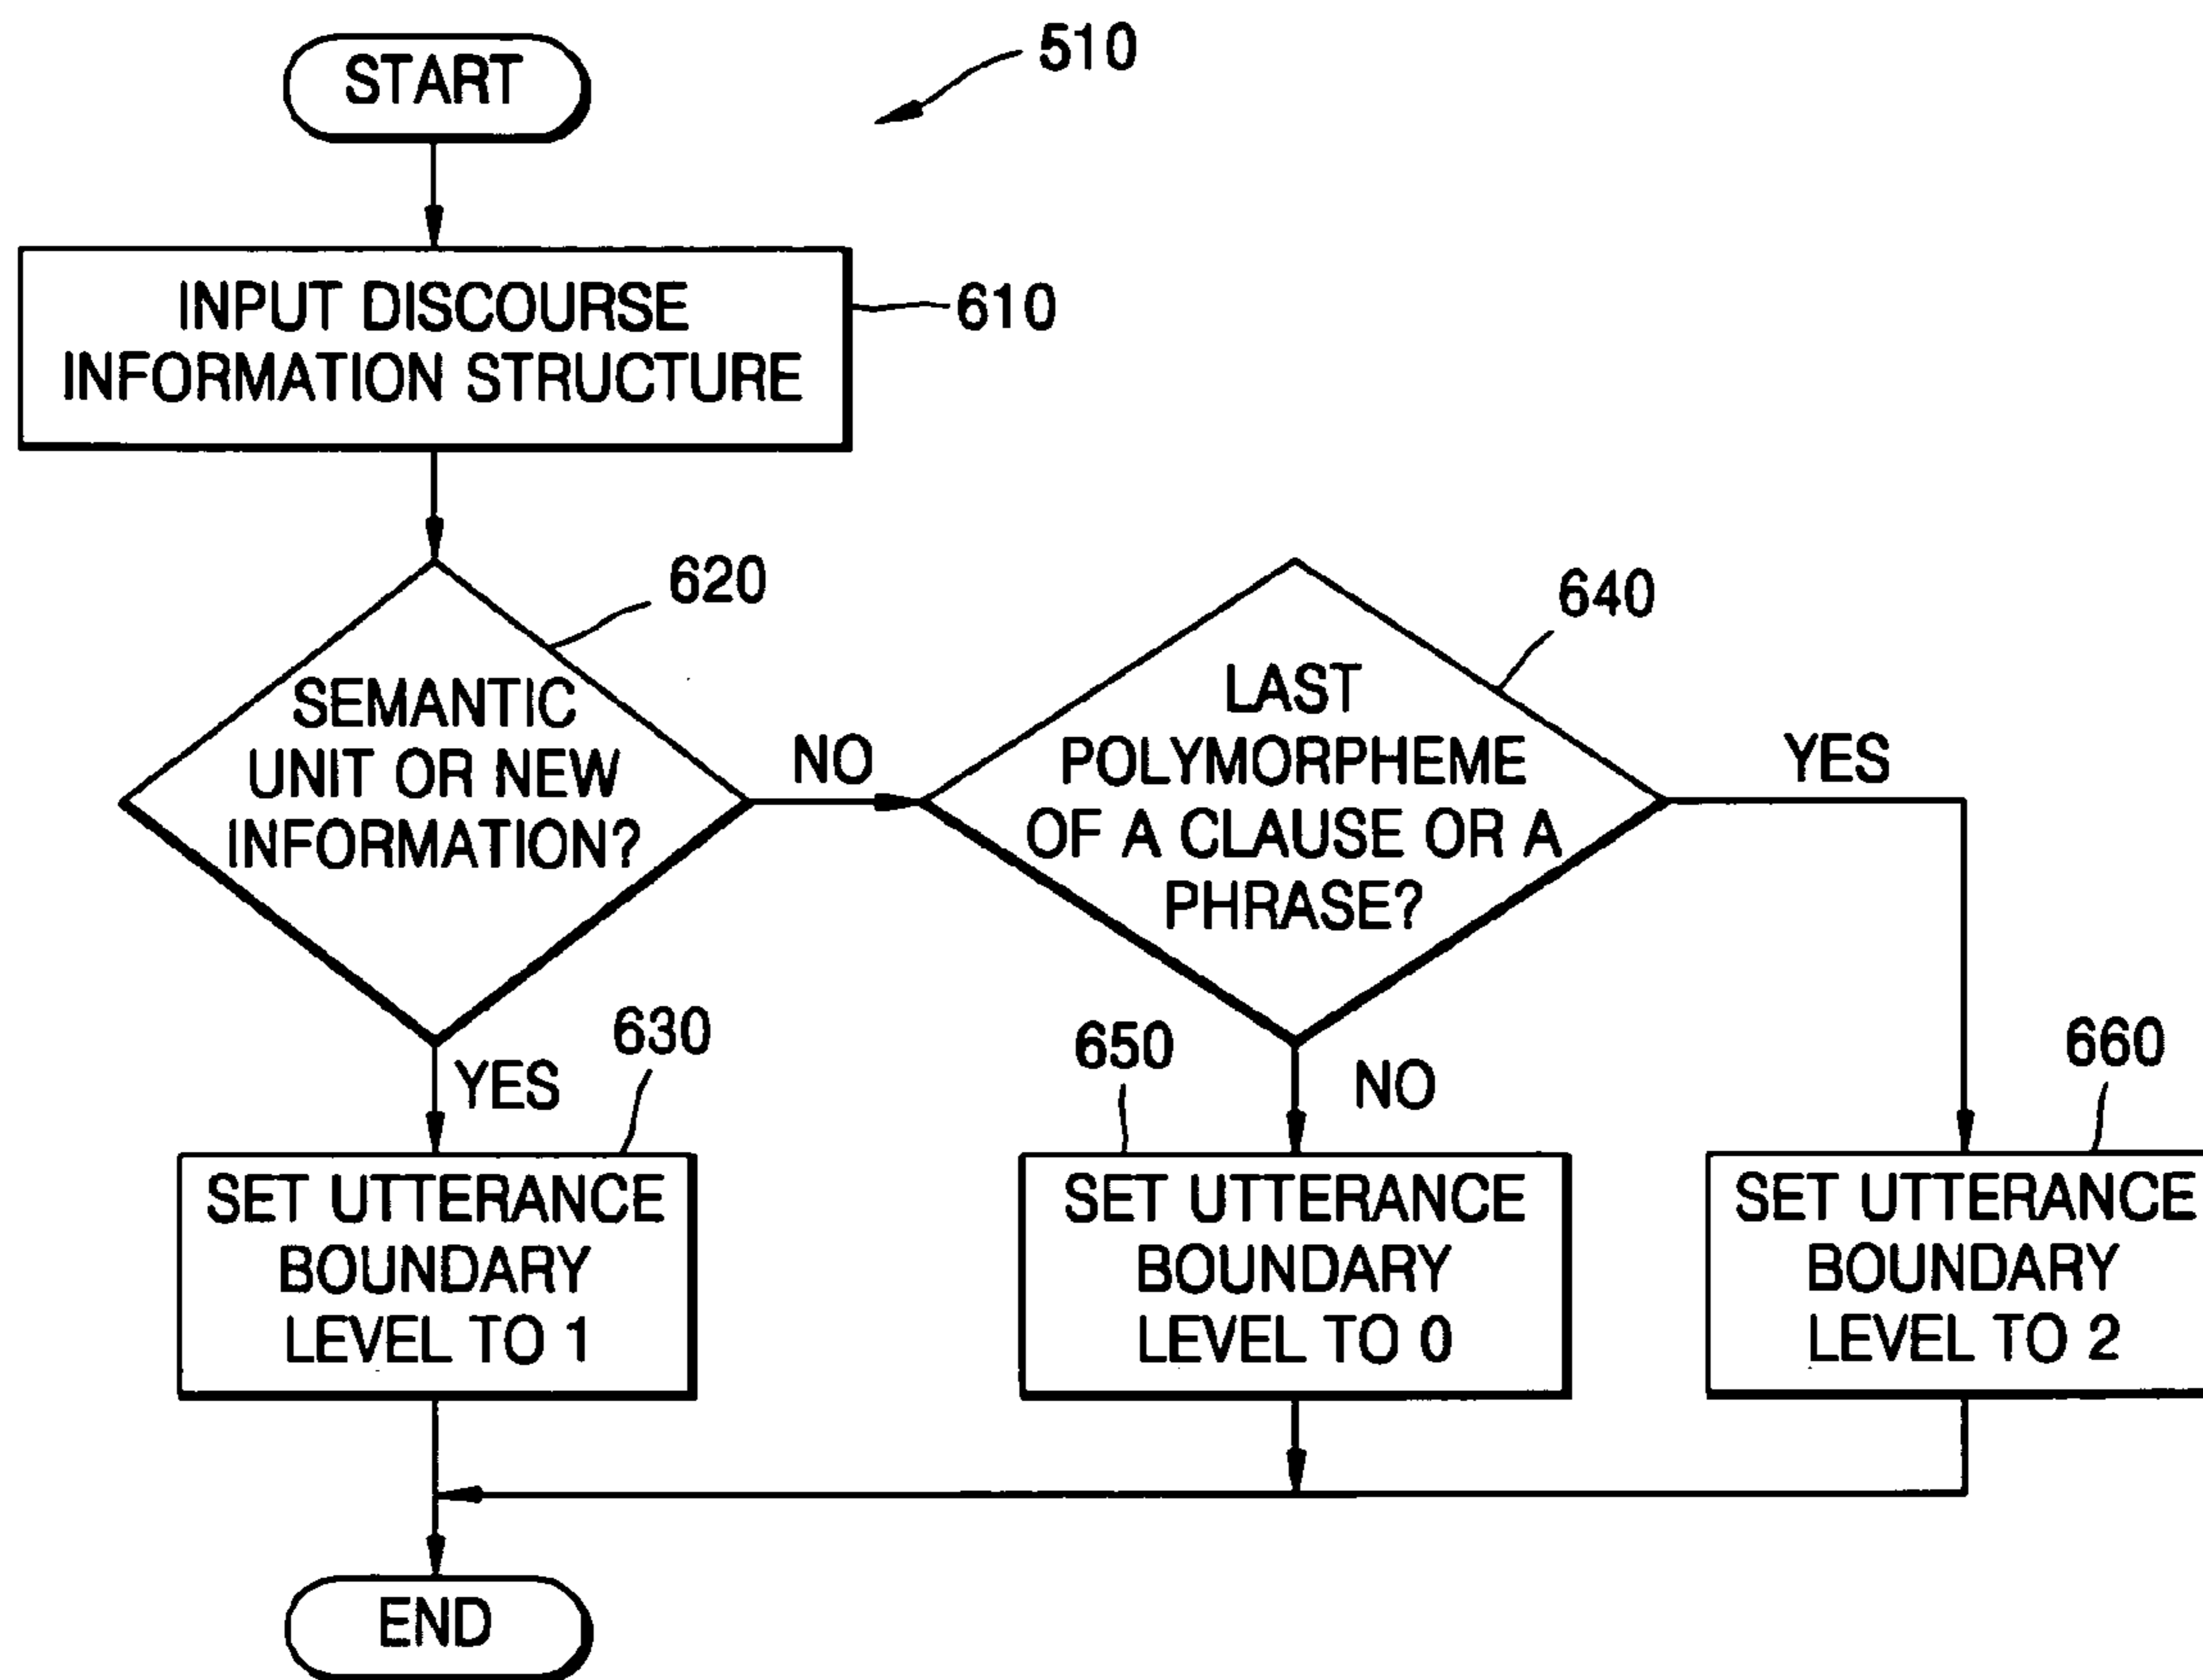 START
510
INPUT DISCOURSE
INFORMATION STRUCTURE
610
620
SEMANTIC
UNIT OR NEW
INFORMATION?
NO
640
LAST
POLYMORPHEME
OF A CLAUSE OR A
PHRASE?
YES
YES
630
SET UTTERANCE
BOUNDARY
LEVEL TO 1
650
NO
SET UTTERANCE
BOUNDARY
LEVEL TO 0
660
SET UTTERANCE
BOUNDARY
LEVEL TO 2
END